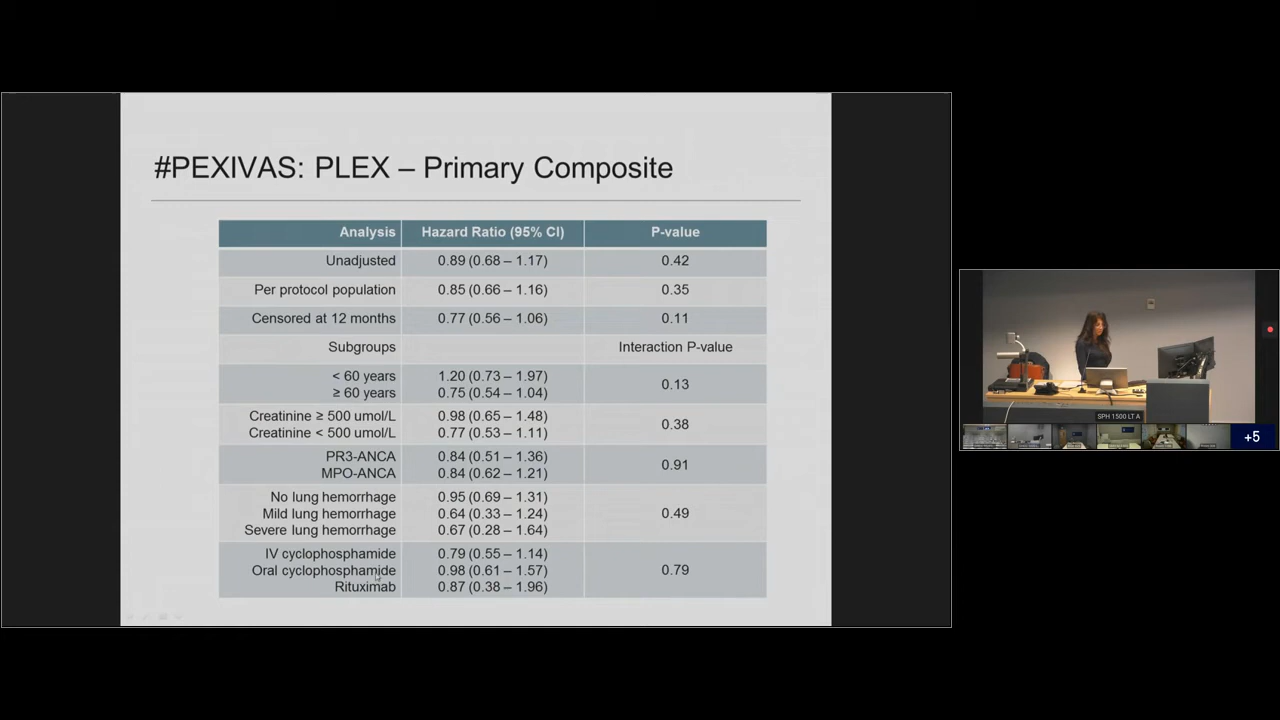 #PEXIVAS: PLEX – Primary Composite
Analysis Hazard Ratio (95% CI) P-value
Unadjusted 0.89 (0.68 – 1.17) 0.42
Per protocol population 0.85 (0.66 – 1.16) 0.35
Censored at 12 months 0.77 (0.56 – 1.06) 0.11
Subgroups Interaction P-value
< 60 years 1.20 (0.73 – 1.97)
≥ 60 years 0.75 (0.54 – 1.04)
0.13
Creatinine ≥ 500 umol/L 0.98 (0.65 – 1.48)
Creatinine < 500 umol/L 0.77 (0.53 – 1.11)
0.38
PR3-ANCA 0.84 (0.51 – 1.36)
MPO-ANCA 0.84 (0.62 – 1.21)
0.91
No lung hemorrhage 0.95 (0.69 – 1.31)
Mild lung hemorrhage 0.64 (0.33 – 1.24)
Severe lung hemorrhage 0.67 (0.28 – 1.64)
0.49
IV cyclophosphamide 0.79 (0.55 – 1.14)
Oral cyclophosphamide 0.98 (0.61 – 1.57)
Rituximab 0.87 (0.38 – 1.96)
0.79
SPH 1500 LT A
+5